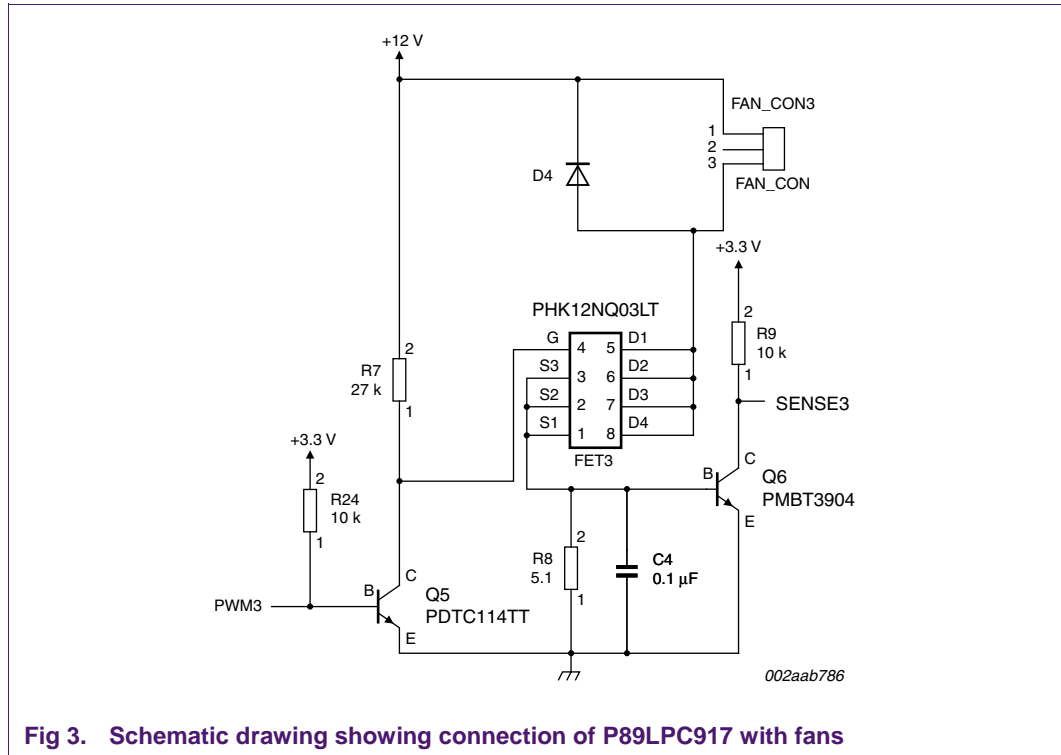 +12 V
FAN_CON3
1
2
3
FAN_CON
D4
+3.3 V
PHK12NQ03LT
G 4 5 D1
S3 3 6 D2
S2 2 7 D3
S1 1 8 D4
FET3
2
R9
10 k
1
SENSE3
2
R7
27 k
1
+3.3 V
2
R24
10 k
1
PWM3
B
C
Q5
PDTC114TT
E
2
R8
5.1
1
C4
0.1 µF
B
C
Q6
PMBT3904
E
002aab786
Fig 3. Schematic drawing showing connection of P89LPC917 with fans